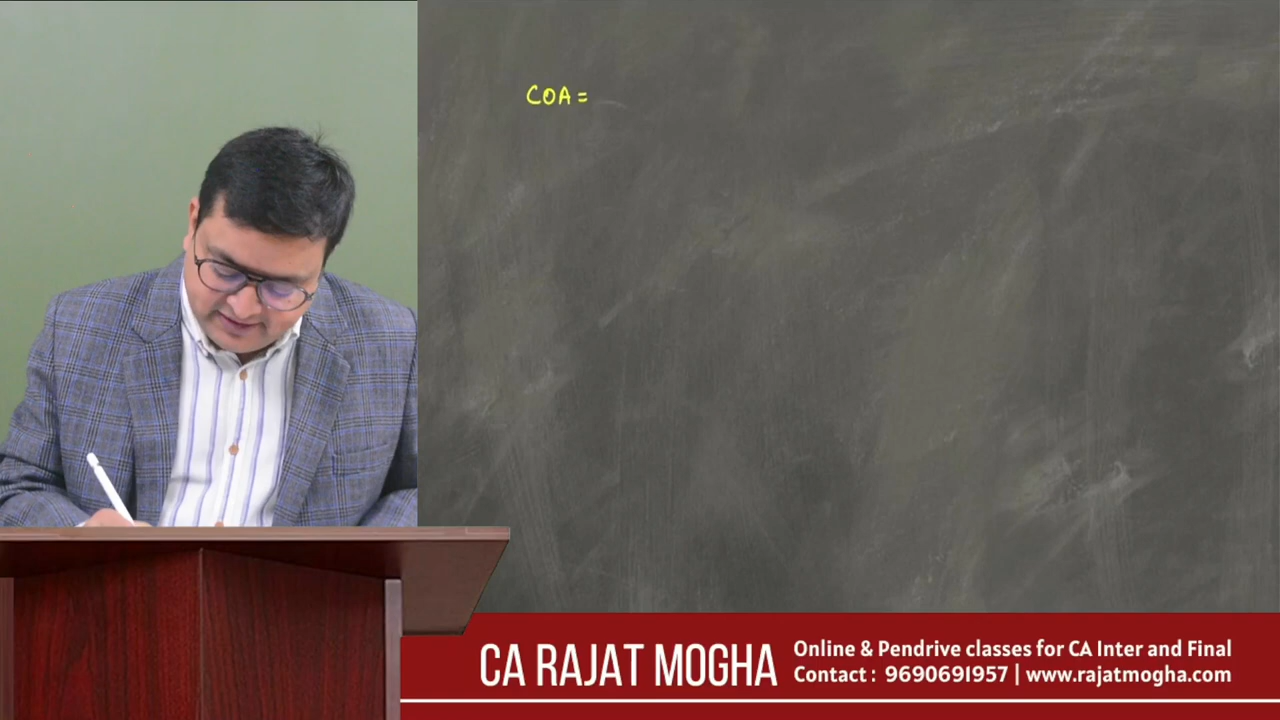 COA =
CA RAJAT MOGHA
Online & Pendrive classes for CA Inter and Final
Contact : 9690691957 | www.rajatmogha.com